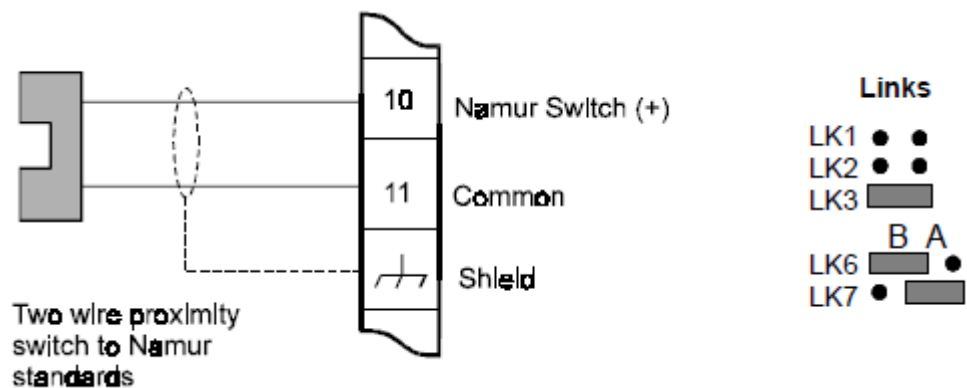 10
Namur Switch (+)
11
Common
Shield
Two wire proximity
switch to Namur
standards
Links
LK1
LK2
LK3
B A
LK6
LK7